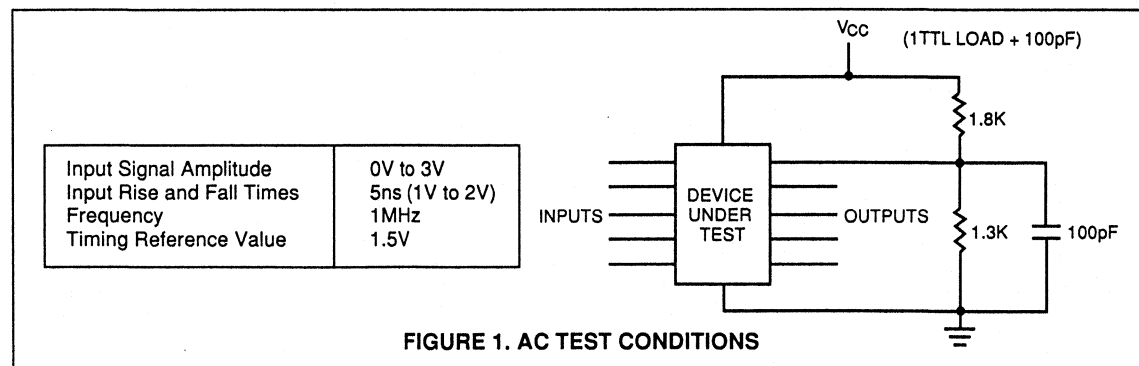 VCC
(1TTL LOAD + 100pF)
1.8K
Input Signal Amplitude 0V to 3V
Input Rise and Fall Times 5ns (1V to 2V)
Frequency 1MHz
Timing Reference Value 1.5V
INPUTS
DEVICE
UNDER
TEST
OUTPUTS
1.3K
100pF
FIGURE 1. AC TEST CONDITIONS